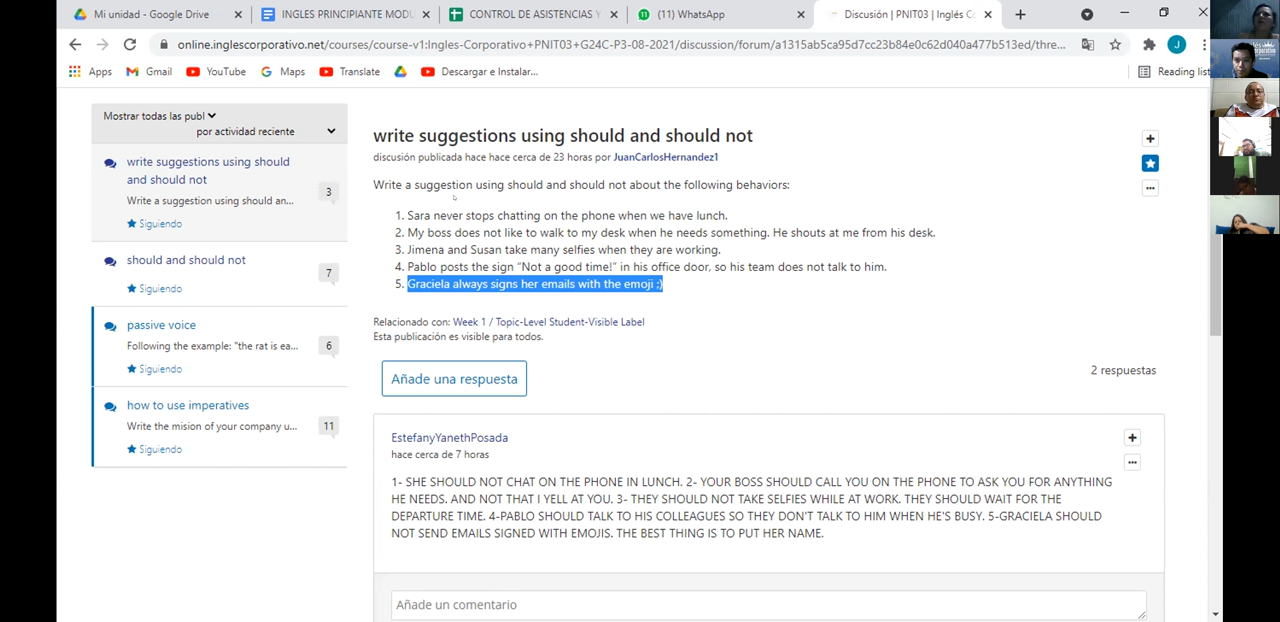 Mi unidad - Google Drive
INGLES PRINCIPIANTE MODU
CONTROL DE ASISTENCIAS Y
(11) WhatsApp
Discusión | PNIT03 | Inglés C
online.inglescorporativo.net/courses/course-v1:Ingles-Corporativo+PNIT03+G24C-P3-08-2021/discussion/forum/a1315ab5ca95d7cc23b84e0c62d040a477b513ed/thre...
J
Apps
Gmail
YouTube
Maps
Translate
Descargar e Instalar...
Reading list
Mostrar todas las publ
por actividad reciente
write suggestions using should
and should not
Write a suggestion using should an...
3
Siguiendo
should and should not
7
Siguiendo
passive voice
Following the example: "the rat is ea...
6
Siguiendo
how to use imperatives
Write the mision of your company u...
11
Siguiendo
write suggestions using should and should not
discusión publicada hace hace cerca de 23 horas por JuanCarlosHernandez1
Write a suggestion using should and should not about the following behaviors:
1. Sara never stops chatting on the phone when we have lunch.
2. My boss does not like to walk to my desk when he needs something. He shouts at me from his desk.
3. Jimena and Susan take many selfies when they are working.
4. Pablo posts the sign “Not a good time!” in his office door, so his team does not talk to him.
5. Graciela always signs her emails with the emoji ;)
Relacionado con: Week 1 / Topic-Level Student-Visible Label
Esta publicación es visible para todos.
Añade una respuesta
2 respuestas
EstefanyYanethPosada
hace cerca de 7 horas
1- SHE SHOULD NOT CHAT ON THE PHONE IN LUNCH. 2- YOUR BOSS SHOULD CALL YOU ON THE PHONE TO ASK YOU FOR ANYTHING
HE NEEDS. AND NOT THAT I YELL AT YOU. 3- THEY SHOULD NOT TAKE SELFIES WHILE AT WORK. THEY SHOULD WAIT FOR THE
DEPARTURE TIME. 4-PABLO SHOULD TALK TO HIS COLLEAGUES SO THEY DON'T TALK TO HIM WHEN HE'S BUSY. 5-GRACIELA SHOULD
NOT SEND EMAILS SIGNED WITH EMOJIS. THE BEST THING IS TO PUT HER NAME.
Añade un comentario